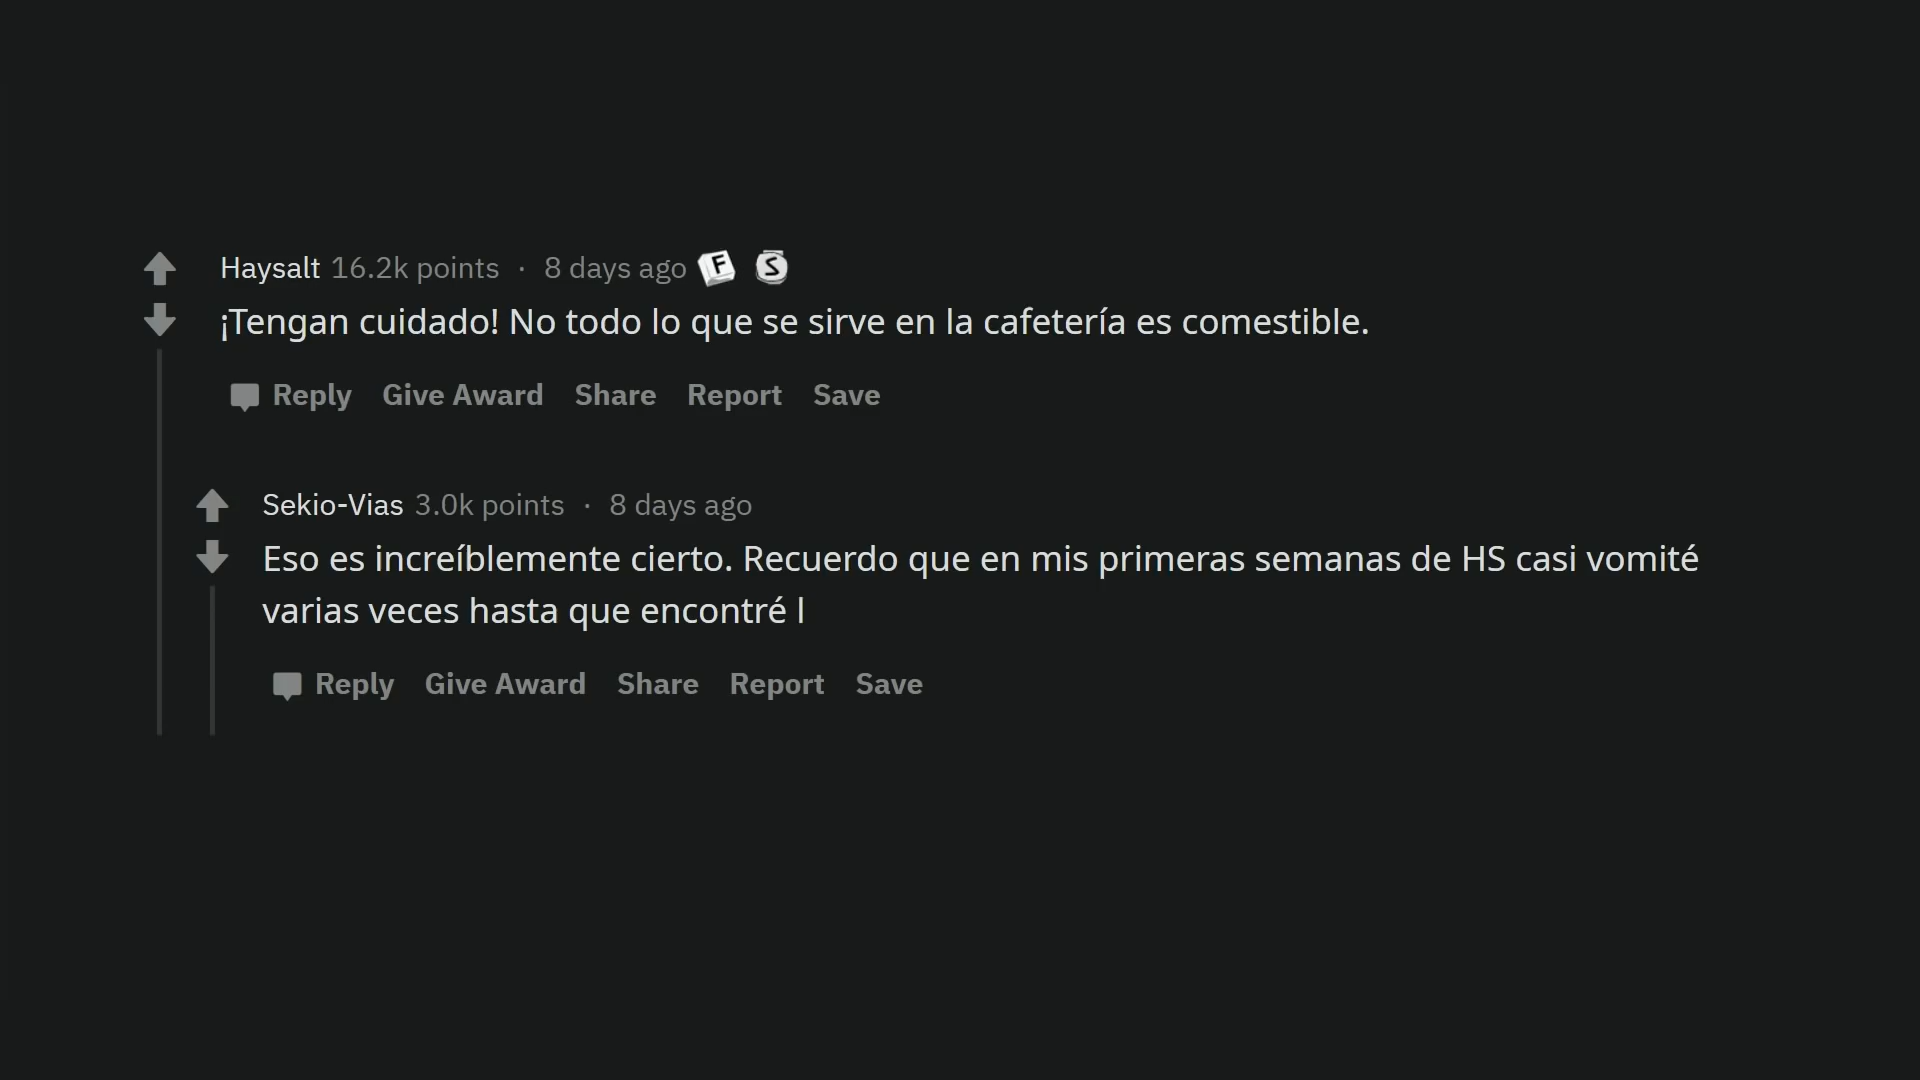 Haysalt 16.2k points · 8 days ago F S
¡Tengan cuidado! No todo lo que se sirve en la cafetería es comestible.
Reply Give Award Share Report Save
Sekio-Vias 3.0k points · 8 days ago
Eso es increíblemente cierto. Recuerdo que en mis primeras semanas de HS casi vomité
varias veces hasta que encontré l
Reply Give Award Share Report Save